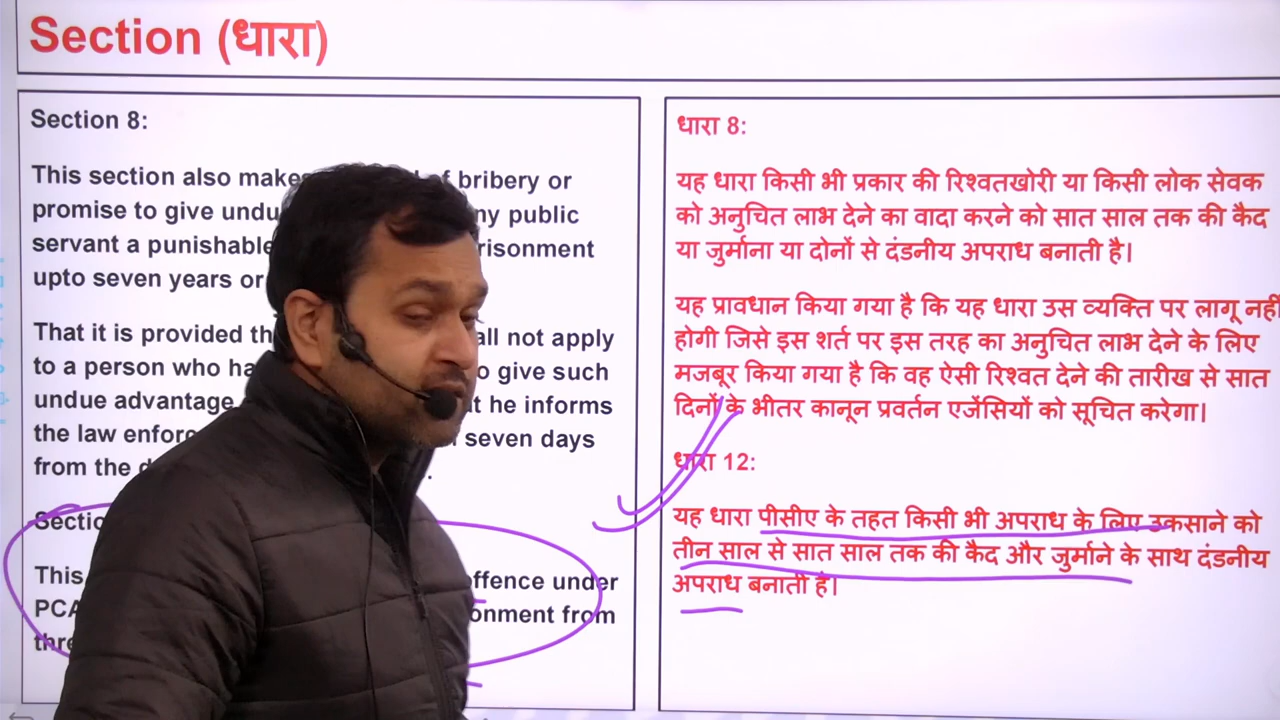 Section (धारा)
Section 8:
This section also makes of bribery or
promise to give undu ny public
servant a punishable risonment
upto seven years or
That it is provided th all not apply
to a person who ha o give such
undue advantage at he informs
the law enforc seven days
from the d .
Sectio
This offence under
PCA onment from
thre
धारा 8:
यह धारा किसी भी प्रकार की रिश्वतखोरी या किसी लोक सेवक
को अनुचित लाभ देने का वादा करने को सात साल तक की कैद
या जुर्माना या दोनों से दंडनीय अपराध बनाती है।
यह प्रावधान किया गया है कि यह धारा उस व्यक्ति पर लागू नहीं
होगी जिसे इस शर्त पर इस तरह का अनुचित लाभ देने के लिए
मजबूर किया गया है कि वह ऐसी रिश्वत देने की तारीख से सात
दिनों के भीतर कानून प्रवर्तन एजेंसियों को सूचित करेगा।
धारा 12:
यह धारा पीसीए के तहत किसी भी अपराध के लिए उकसाने को
तीन साल से सात साल तक की कैद और जुर्माने के साथ दंडनीय
अपराध बनाती है।